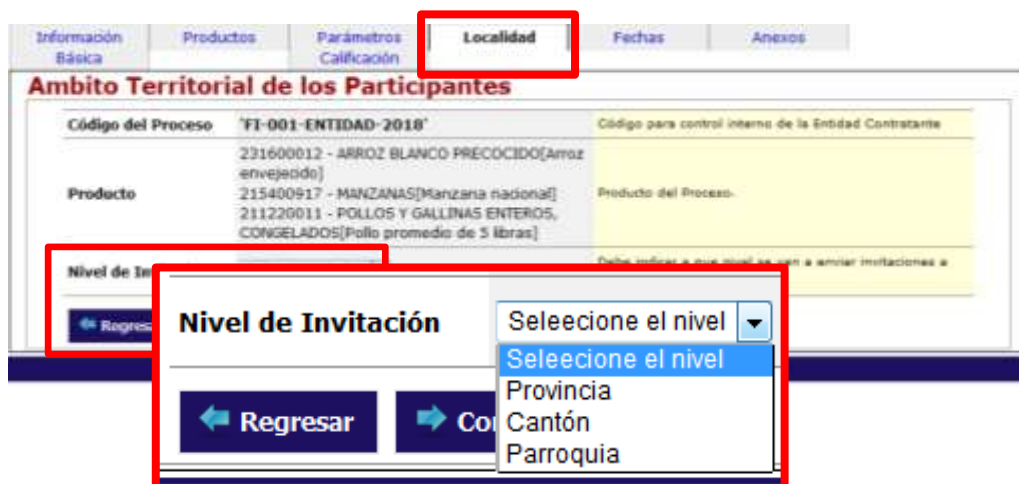 Información Básica
Productos
Parámetros Calificación
Localidad
Fechas
Anexos
Ambito Territorial de los Participantes
Código del Proceso
'FI-001-ENTIDAD-2018'
Código para control interno de la Entidad Contratante
Producto
231600012 - ARROZ BLANCO PRECOCIDO[Arroz
envejecido]
215400917 - MANZANAS[Manzana nacional]
211220011 - POLLOS Y GALLINAS ENTEROS,
CONGELADOS[Pollo promedio de 5 libras]
Producto del Proceso.
Nivel de In
Debe indicar a que nivel se van a enviar invitaciones a
Regres
Nivel de Invitación
Seleecione el nivel
Seleecione el nivel
Provincia
Cantón
Parroquia
Regresar
Co